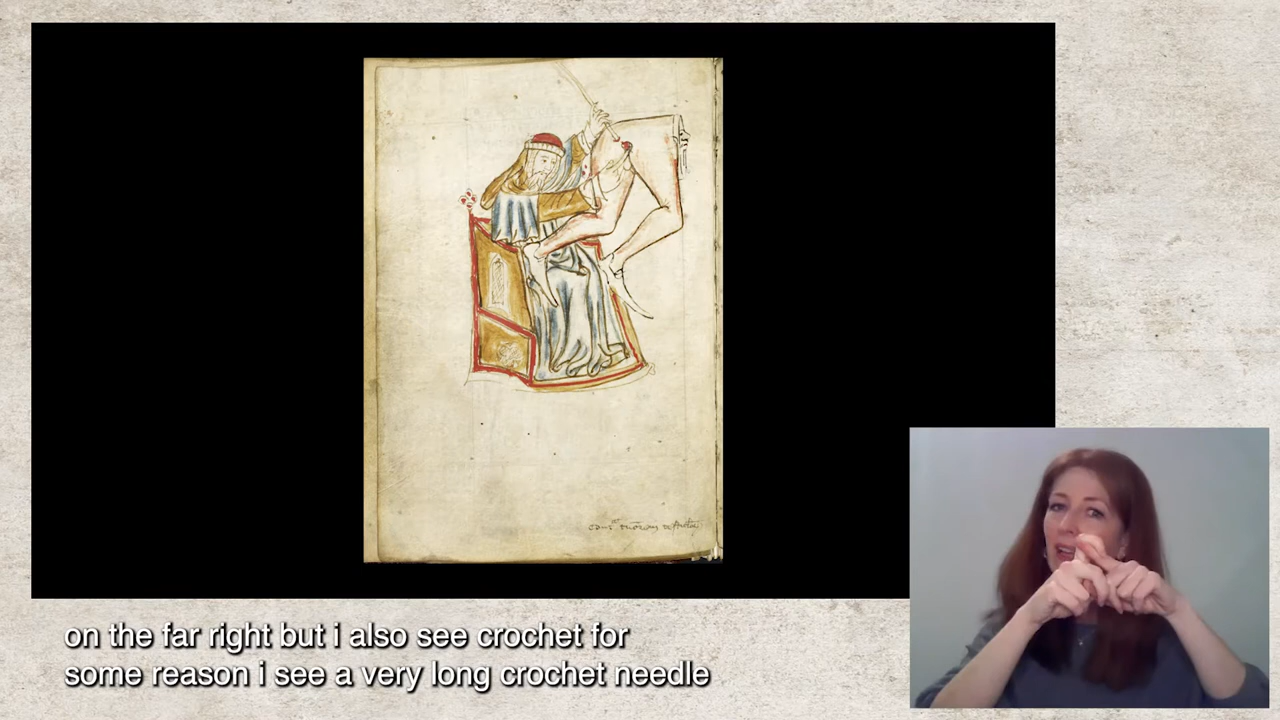 on the far right but i also see crochet for
some reason i see a very long crochet needle